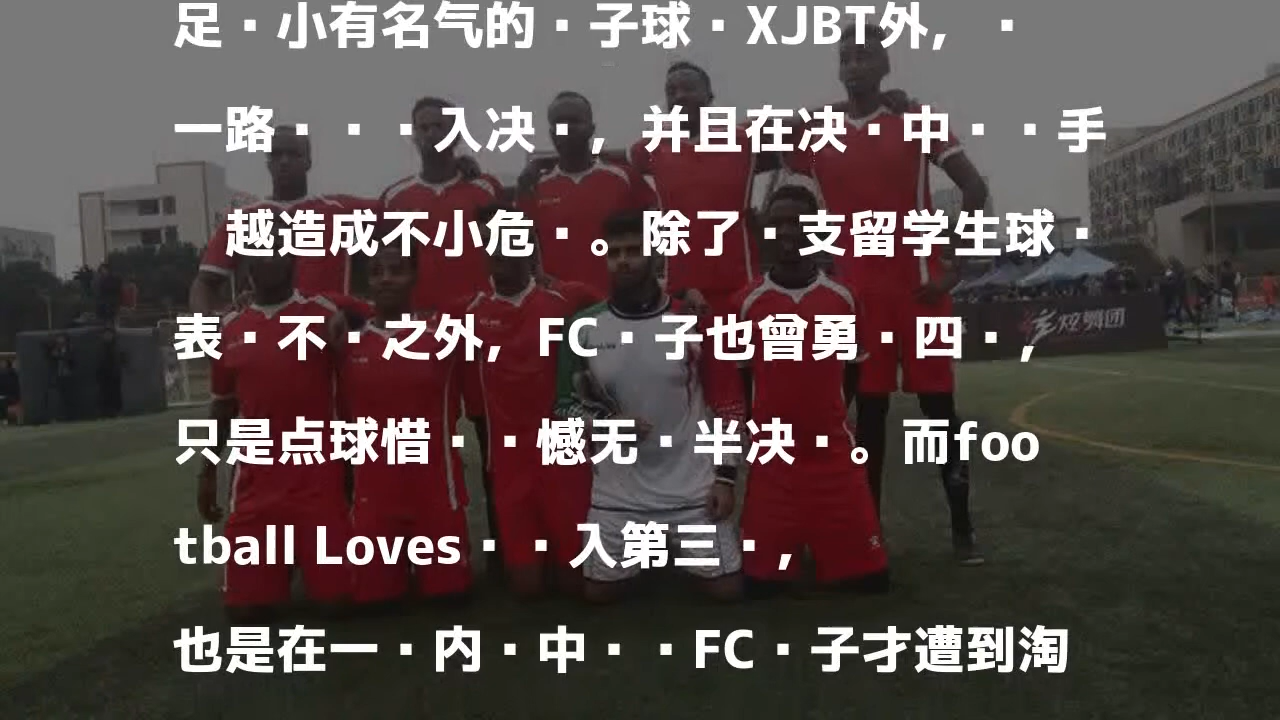 足·小有名气的·子球·XJBT外，·
一路···入决·，并且在决·中··手
越造成不小危·。除了·支留学生球·
表·不·之外，FC·子也曾勇·四·，
只是点球惜··憾无·半决·。而foo
tball Loves··入第三·，
也是在一·内·中··FC·子才遭到淘
炫舞团